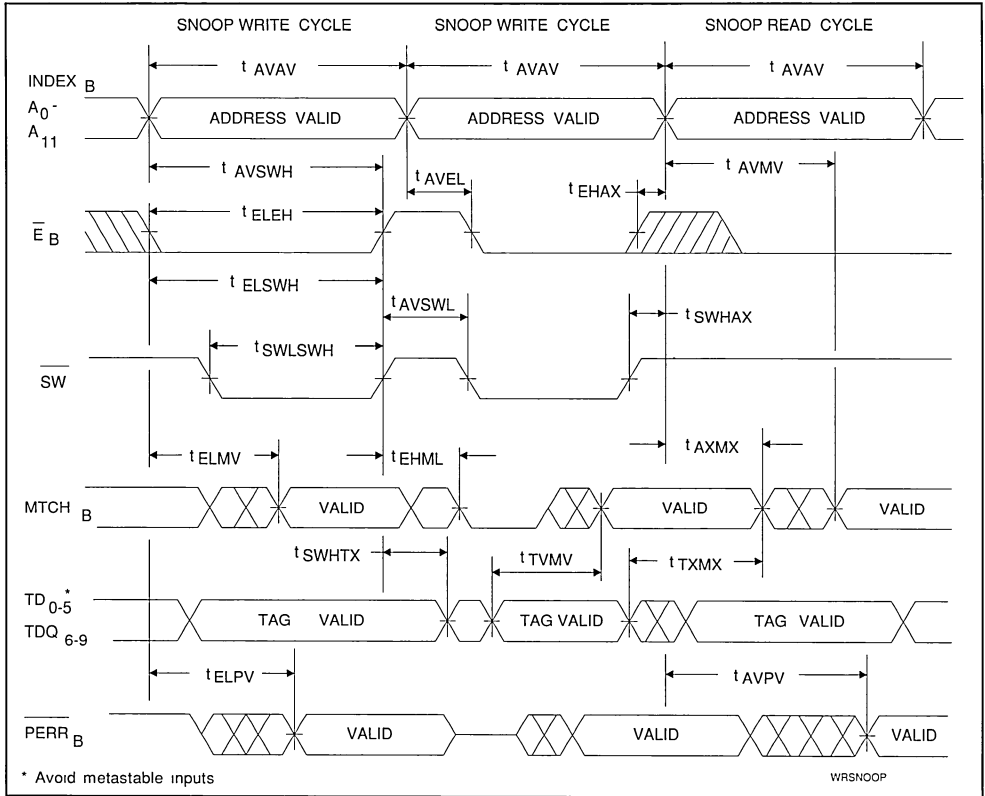 SNOOP WRITE CYCLE SNOOP WRITE CYCLE SNOOP READ CYCLE
t AVAV t AVAV t AVAV
INDEX B
A0 -
A11
ADDRESS VALID ADDRESS VALID ADDRESS VALID
t AVSWH t AVEL t EHAX t AVMV
t ELEH
E B
t ELSWH
t AVSWL t SWHAX
t SWLSWH
SW
t ELMV t EHML t AXMX
MTCH B VALID VALID VALID
t SWHTX t TVMV t TXMX
TD 0-5 *
TDQ 6-9
TAG VALID TAG VALID TAG VALID
t ELPV t AVPV
PERR B VALID VALID VALID
* Avoid metastable inputs
WRSNOOP